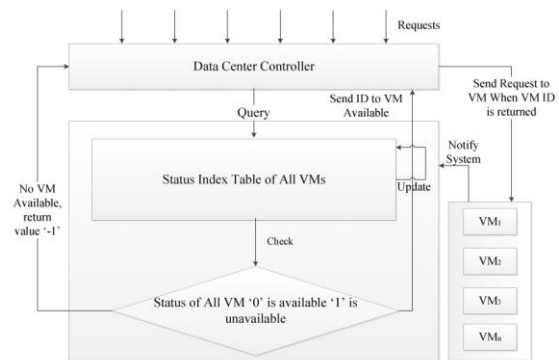 Requests
Data Center Controller
Send Request to
VM When VM ID
is returned
Send ID to VM
Available
Query
Notify
System
Status Index Table of All VMs
Update
No VM
Available,
return
value '-1'
Check
VM1
VM2
VM3
VMn
Status of All VM '0' is available '1' is
unavailable